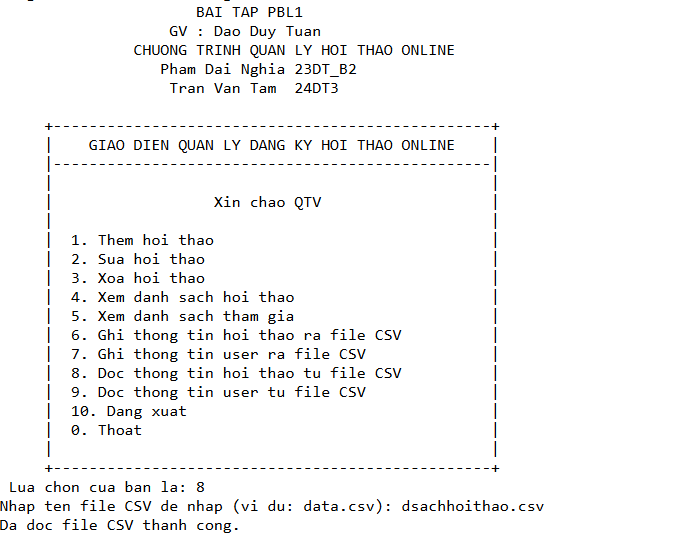 BAI TAP PBL1
GV : Dao Duy Tuan
CHUONG TRINH QUAN LY HOI THAO ONLINE
Pham Dai Nghia 23DT_B2
Tran Van Tam  24DT3
GIAO DIEN QUAN LY DANG KY HOI THAO ONLINE
Xin chao QTV
1. Them hoi thao
2. Sua hoi thao
3. Xoa hoi thao
4. Xem danh sach hoi thao
5. Xem danh sach tham gia
6. Ghi thong tin hoi thao ra file CSV
7. Ghi thong tin user ra file CSV
8. Doc thong tin hoi thao tu file CSV
9. Doc thong tin user tu file CSV
10. Dang xuat
0. Thoat
Lua chon cua ban la: 8
Nhap ten file CSV de nhap (vi du: data.csv): dsachhoithao.csv
Da doc file CSV thanh cong.